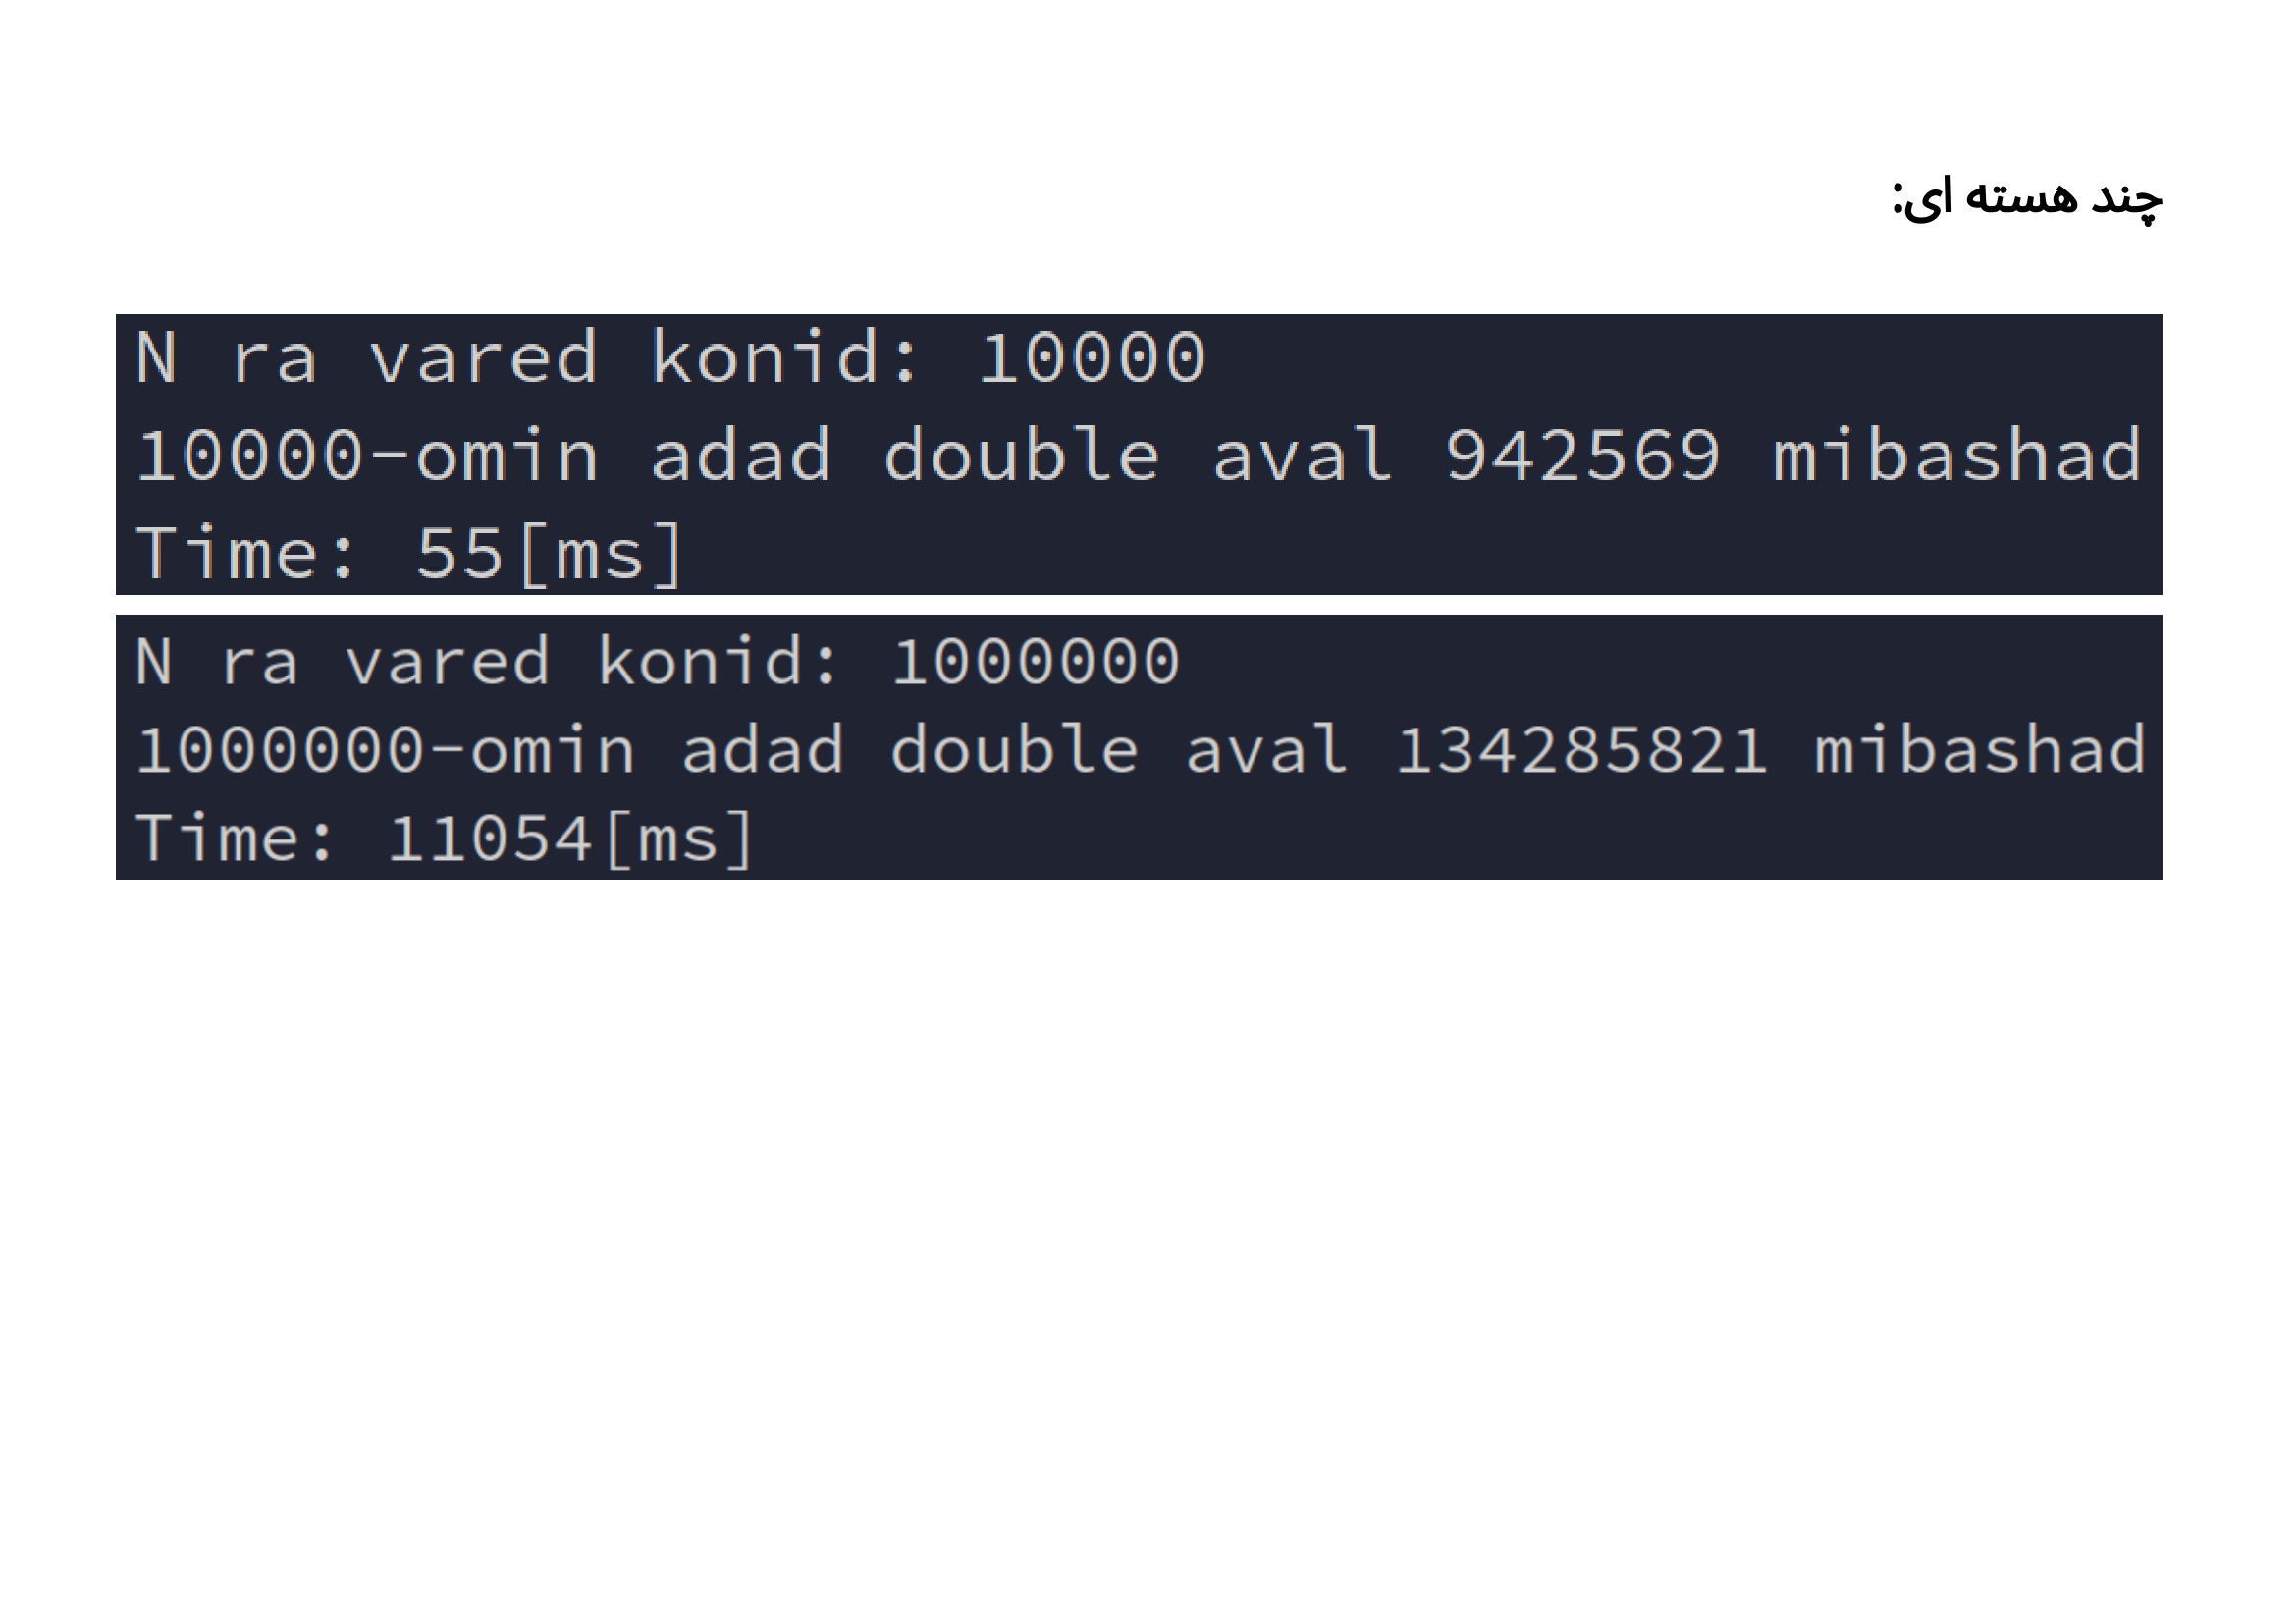 چند هسته ای:
N ra vared konid: 10000
10000-omin adad double aval 942569 mibashad
Time: 55[ms]
N ra vared konid: 1000000
1000000-omin adad double aval 134285821 mibashad
Time: 11054[ms]